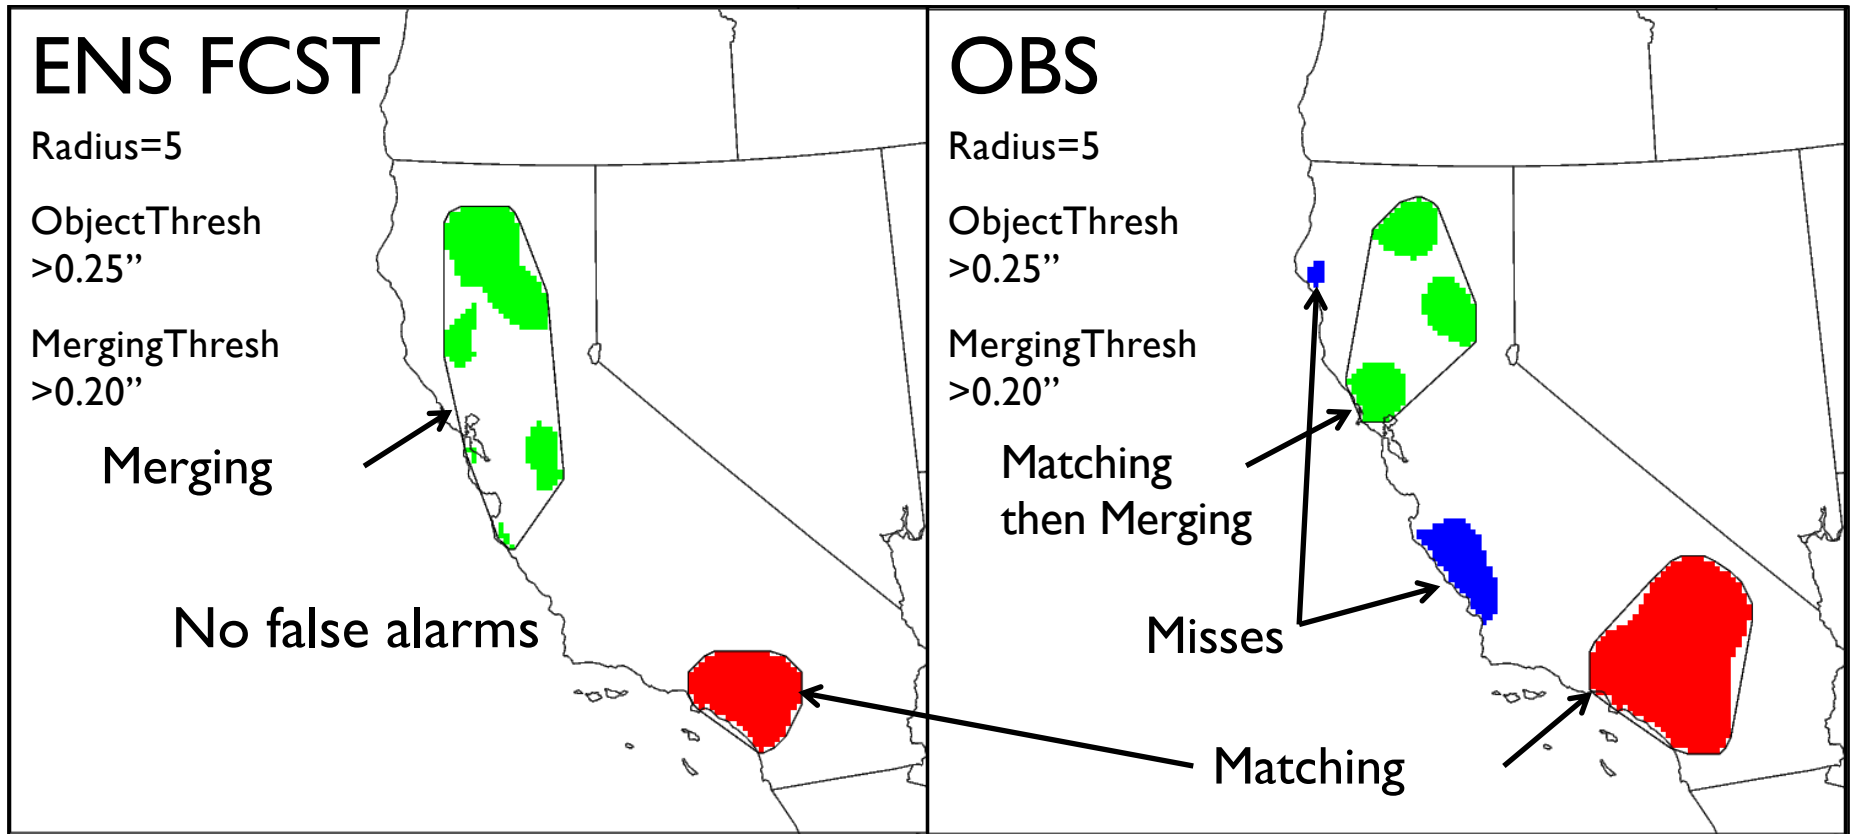 ENS FCST
Radius=5
ObjectThresh
>0.25”
MergingThresh
>0.20”
Merging
No false alarms
OBS
Radius=5
ObjectThresh
>0.25”
MergingThresh
>0.20”
Matching
then Merging
Misses
Matching